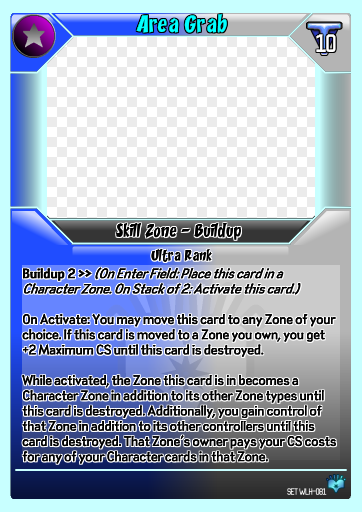 Area Grab
10
Skill Zone - Buildup
Ultra Rank
Buildup 2 >> (On Enter Field: Place this card in a
Character Zone. On Stack of 2: Activate this card.)
On Activate: You may move this card to any Zone of your
choice. If this card is moved to a Zone you own, you get
+2 Maximum CS until this card is destroyed.
While activated, the Zone this card is in becomes a
Character Zone in addition to its other Zone types until
this card is destroyed. Additionally, you gain control of
that Zone in addition to its other controllers until this
card is destroyed. That Zone's owner pays your CS costs
for any of your Character cards in that Zone.
SET WLH-081